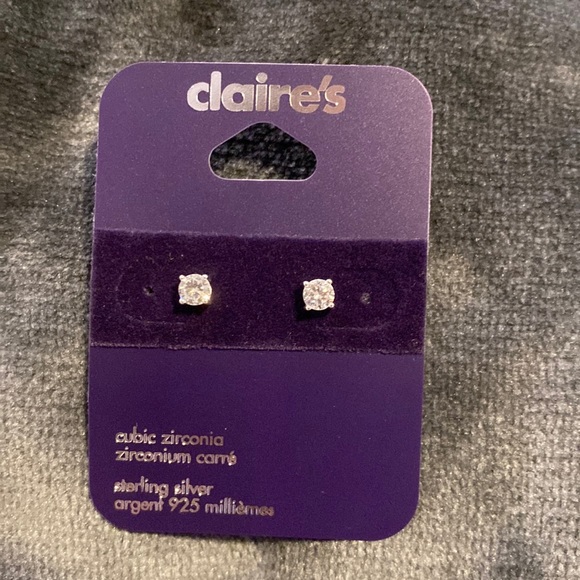 claire's
cubic zirconia
zirconium carré
sterling silver
argent 925 millièmes